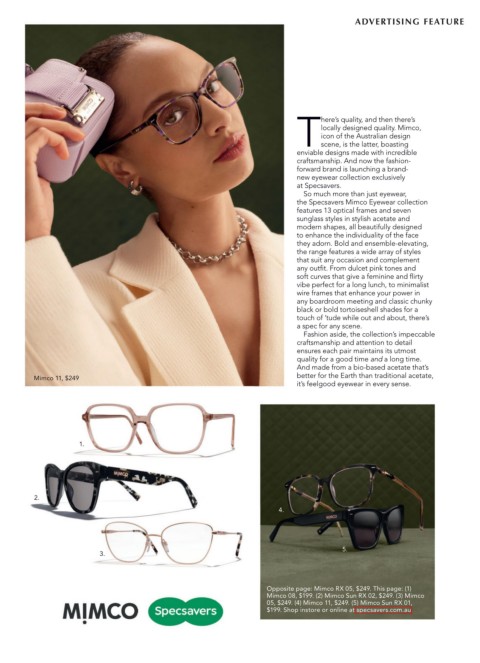 ADVERTISING FEATURE
There's quality, and then there's
locally designed quality. Mimco,
icon of the Australian design
scene, is the latter, boasting
enviable designs made with incredible
craftsmanship. And now the fashion-
forward brand is launching a brand-
new eyewear collection exclusively
at Specsavers.
So much more than just eyewear,
the Specsavers Mimco Eyewear collection
features 13 optical frames and seven
sunglass styles in stylish acetate and
modern shapes, all beautifully designed
to enhance the individuality of the face
they adorn. Bold and ensemble-elevating,
the range features a wide array of styles
that suit any occasion and complement
any outfit. From dulcet pink tones and
soft curves that give a feminine and flirty
vibe perfect for a long lunch, to minimalist
wire frames that enhance your power in
any boardroom meeting and classic chunky
black or bold tortoiseshell shades for a
touch of 'tude while out and about, there's
a spec for any scene.
Fashion aside, the collection's impeccable
craftsmanship and attention to detail
ensures each pair maintains its utmost
quality for a good time and a long time.
And made from a bio-based acetate that's
better for the Earth than traditional acetate,
it's feelgood eyewear in every sense.
Mimco 11, $249
1.
2.
3.
4.
5.
MIMCO
Specsavers
Opposite page: Mimco RX 05, $249. This page: (1)
Mimco 08, $199. (2) Mimco Sun RX 02, $249. (3) Mimco
05, $249. (4) Mimco 11, $249. (5) Mimco Sun RX 01,
$199. Shop instore or online at specsavers.com.au